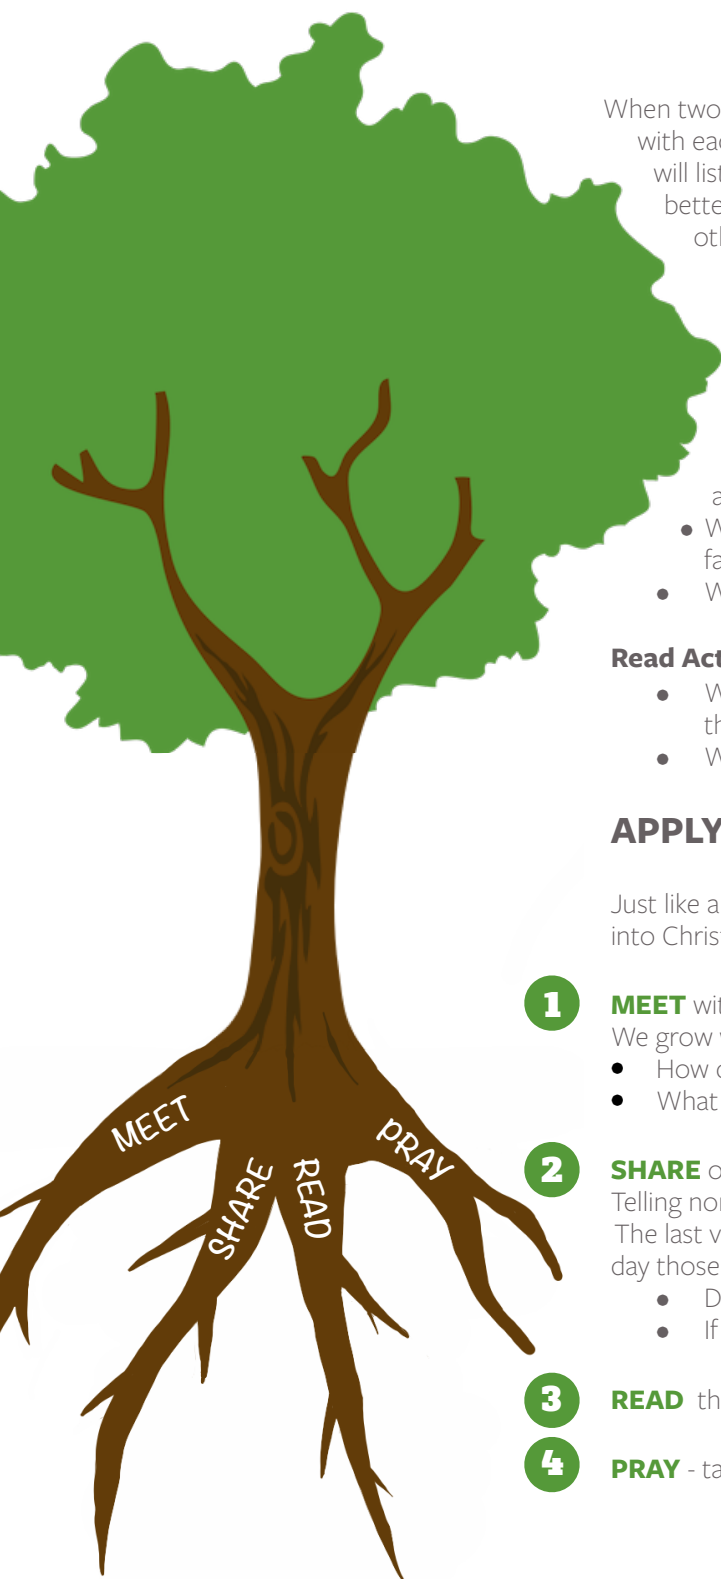 When two
with eac
will list
bette
oth
a
• W
fa
• W
Read Act
• W
th
• W
APPLY
Just like a
into Chris
1 MEET wit
We grow
• How
• What
2 SHARE o
Telling nor
The last v
day those
• D
• If
3 READ th
4 PRAY - ta
MEET
SHARE
READ
PRAY